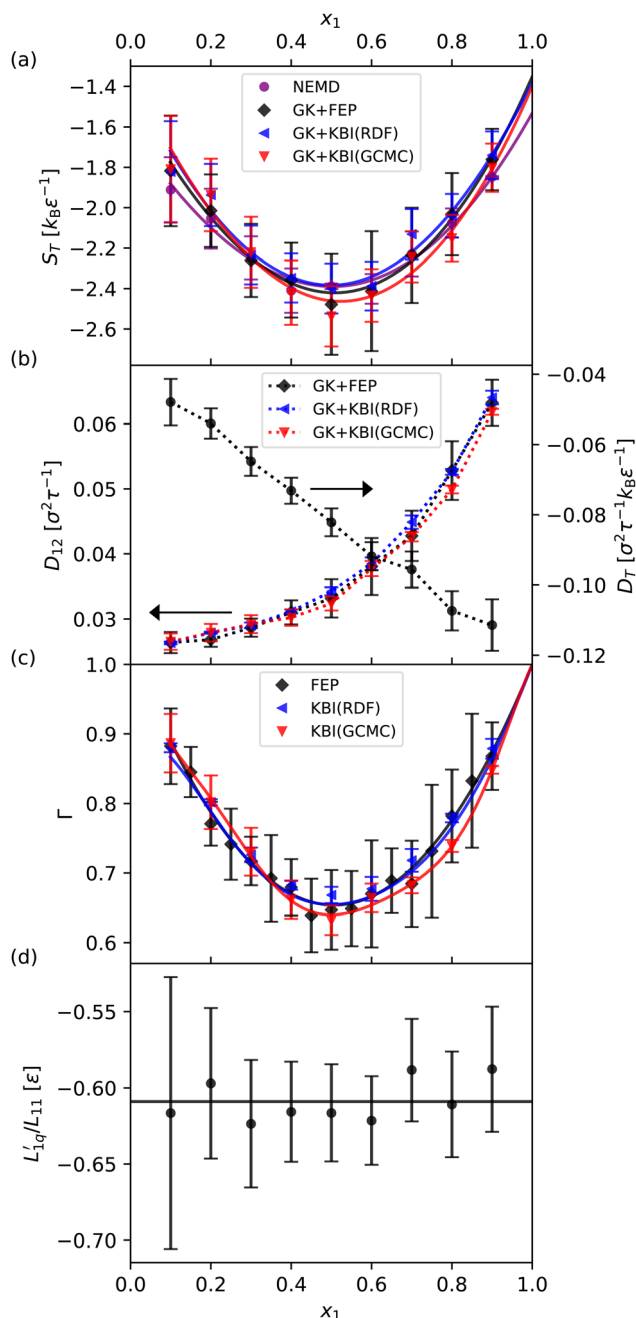 x₁
0.0 0.2 0.4 0.6 0.8 1.0
(a)
−1.4
−1.6
−1.8
−2.0
−2.2
−2.4
−2.6
S_T [k_Bε⁻¹]
NEMD
GK+FEP
GK+KBI(RDF)
GK+KBI(GCMC)
(b)
0.06
0.05
0.04
0.03
D₁₂ [σ²τ⁻¹]
GK+FEP
GK+KBI(RDF)
GK+KBI(GCMC)
−0.04
−0.06
−0.08
−0.10
−0.12
D_T [σ²τ⁻¹k_Bε⁻¹]
(c)
1.0
0.9
0.8
0.7
0.6
Γ
FEP
KBI(RDF)
KBI(GCMC)
(d)
−0.55
−0.60
−0.65
−0.70
L′₁q/L₁₁ [ε]
0.0 0.2 0.4 0.6 0.8 1.0
x₁